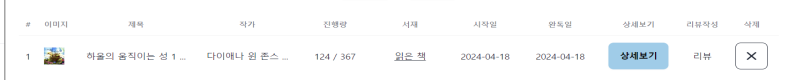 # 이미지 제목 작가 진행량 서재 시작일 완독일 상세보기 리뷰작성 삭제
1 하울의 움직이는 성 1 ... 다이애나 윈 존스 ... 124 / 367 읽은 책 2024-04-18 2024-04-18 상세보기 리뷰 ×